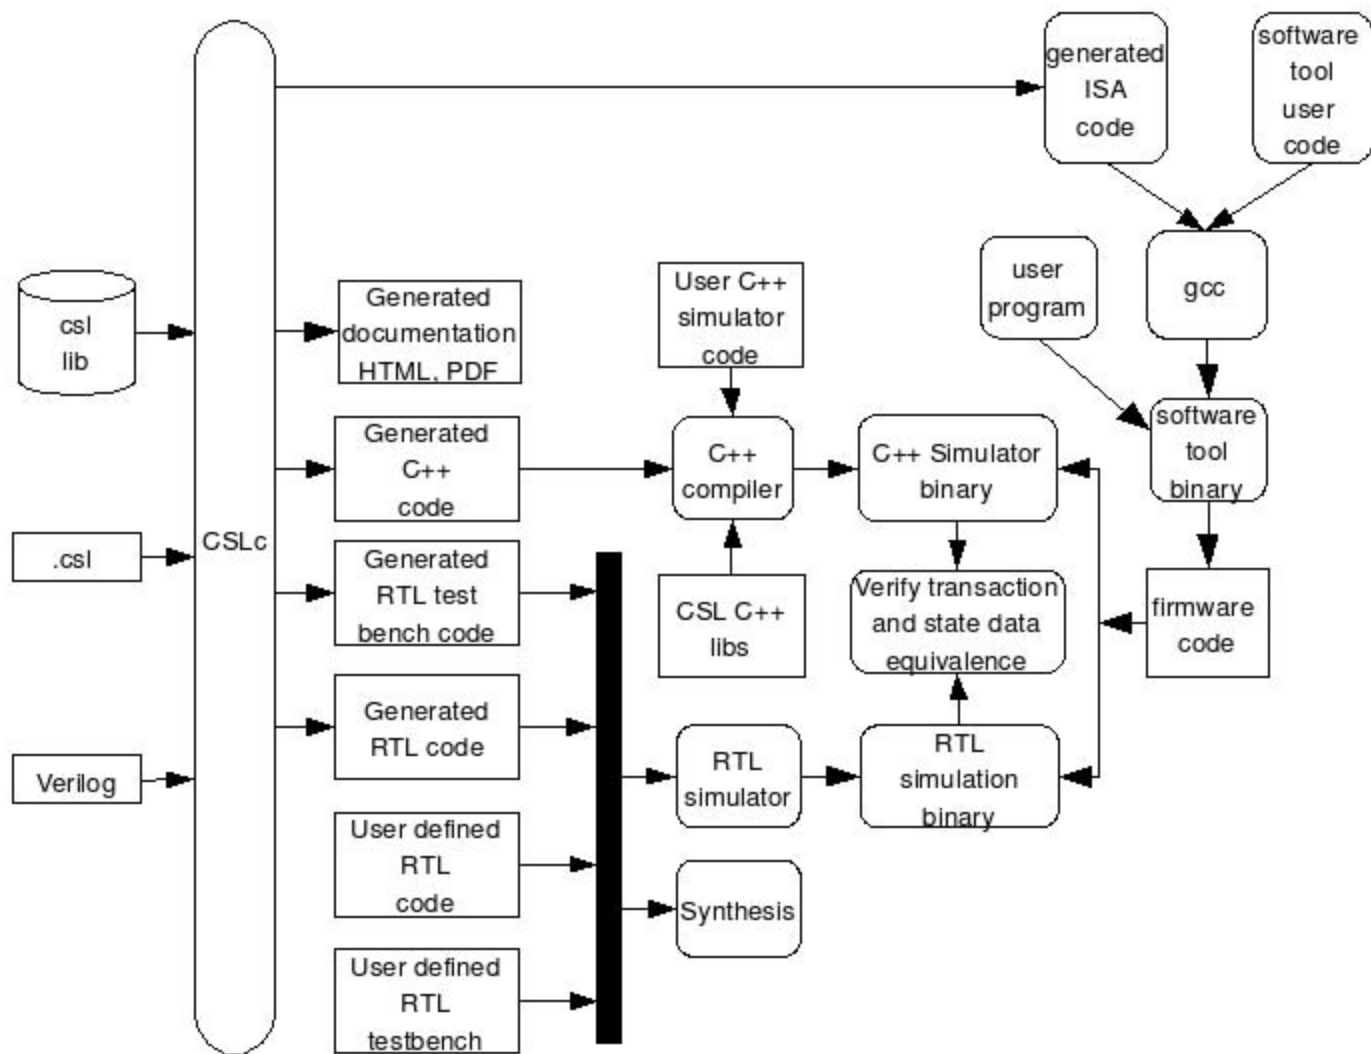 generated
ISA
code
software
tool
user
code
csl
lib
Generated
documentation
HTML, PDF
User C++
simulator
code
user
program
gcc
Generated
C++
code
C++
compiler
C++ Simulator
binary
software
tool
binary
.csl
CSLc
Generated
RTL test
bench code
CSL C++
libs
Verify transaction
and state data
equivalence
firmware
code
Verilog
Generated
RTL code
RTL
simulator
RTL
simulation
binary
User defined
RTL
code
Synthesis
User defined
RTL
testbench